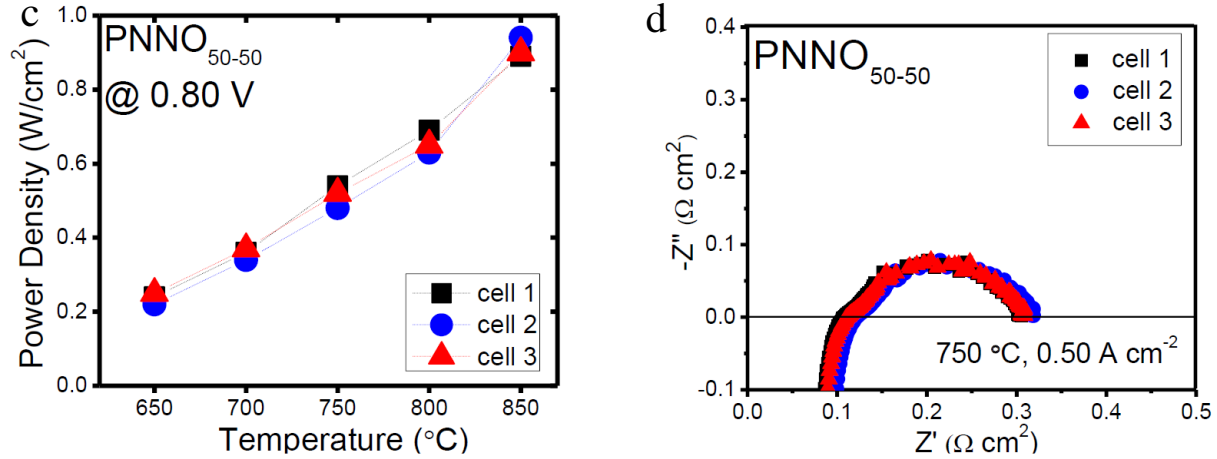 c
PNNO50-50
@ 0.80 V
1.0
0.8
0.6
0.4
0.2
0.0
Power Density (W/cm²)
cell 1
cell 2
cell 3
650 700 750 800 850
Temperature (°C)
d
PNNO50-50
cell 1
cell 2
cell 3
0.4
0.3
0.2
0.1
0.0
-0.1
-Z" (Ω cm²)
750 °C, 0.50 A cm⁻²
0.0 0.1 0.2 0.3 0.4 0.5
Z' (Ω cm²)